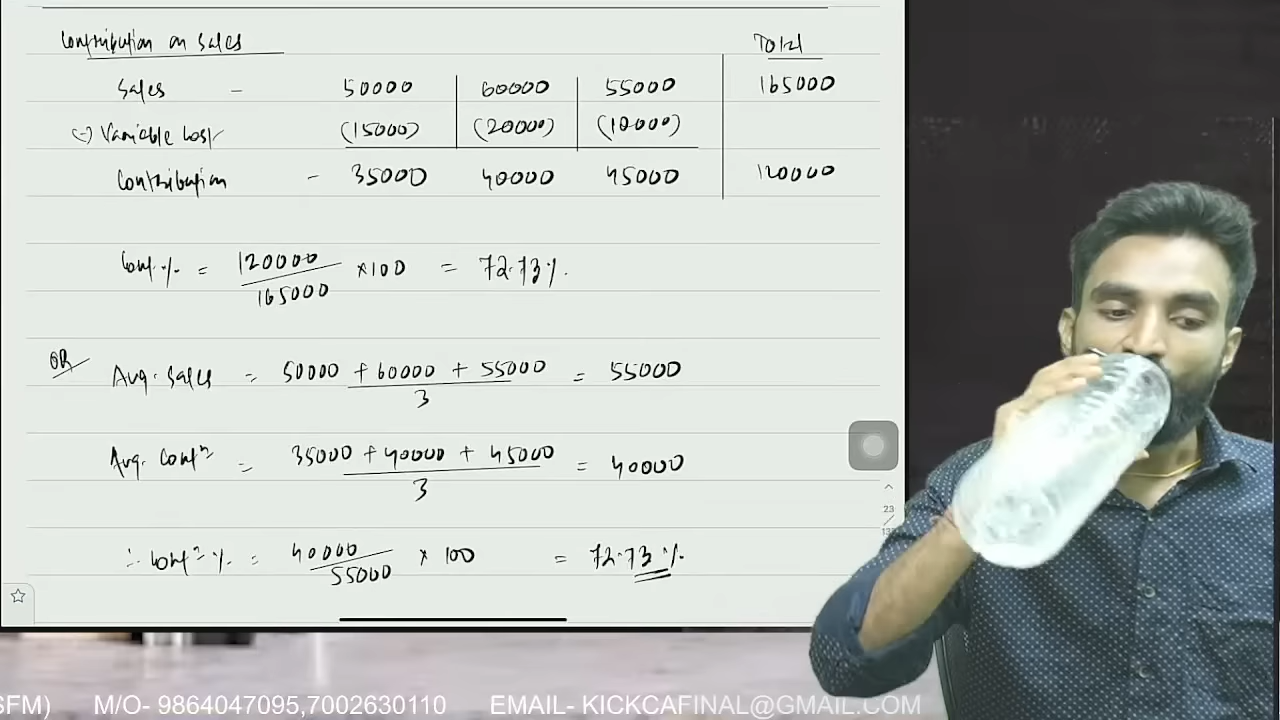 Contribution on Sales
Total
Sales - 50000 60000 55000 165000
(-) Variable Cost (15000) (20000) (10000)
Contribution - 35000 40000 45000 120000
Cont.% = 120000/165000 ×100 = 72.73%.
OR
Avg. Sales = 50000 + 60000 + 55000 / 3 = 55000
Avg. Contⁿ = 35000 + 40000 + 45000 / 3 = 40000
∴ Contⁿ % = 40000/55000 × 100 = 72.73 %
23
SFM) M/O- 9864047095,7002630110 EMAIL- KICKCAFINAL@GMAIL.COM